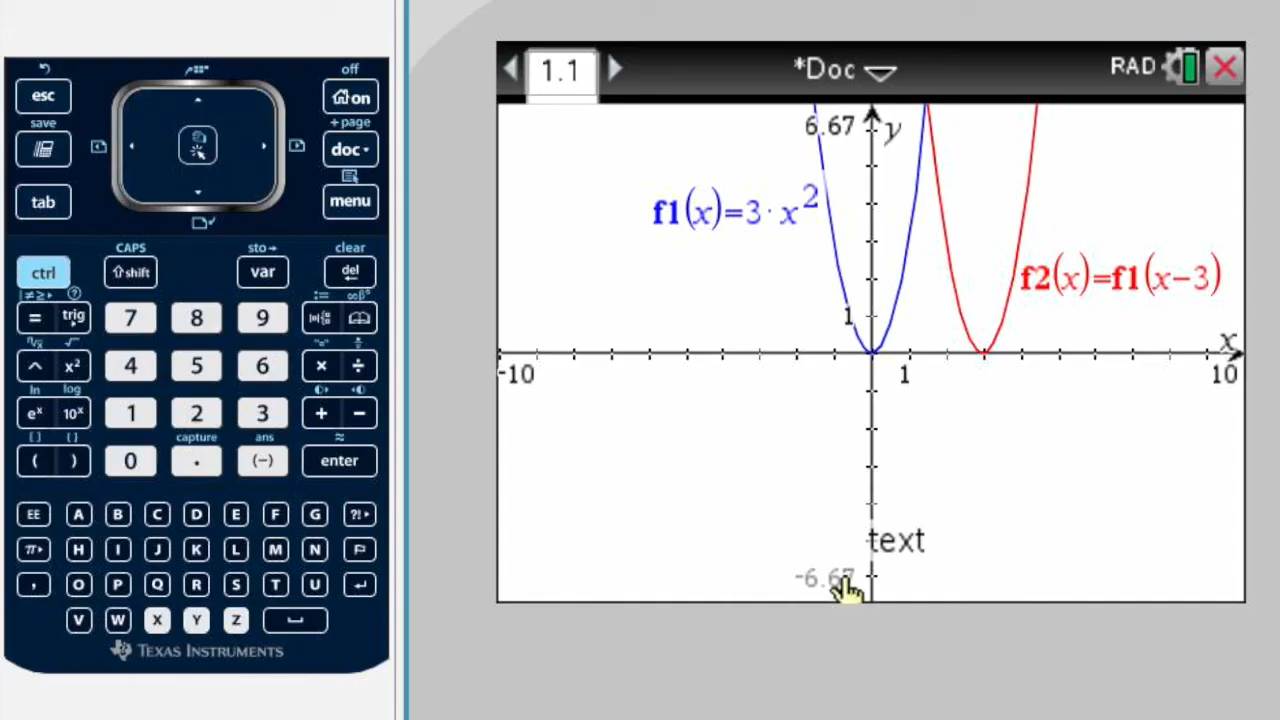 off
esc
on
save
+ page
doc
tab
menu
CAPS
sto→
clear
ctrl
⇧shift
var
del
|≠≥▸
:=
∞β°
=
trig
7
8
9
|∞|{8
^
x²
4
5
6
×
÷
ln
log
eˣ
10ˣ
1
2
3
+
−
[ ]
{ }
capture
ans
≈
(
)
0
.
(−)
enter
EE
A
B
C
D
E
F
G
?!▸
π▸
H
I
J
K
L
M
N
,
O
P
Q
R
S
T
U
V
W
X
Y
Z
TEXAS INSTRUMENTS
1.1
*Doc
RAD
6.67
y
f1(x)=3·x²
f2(x)=f1(x−3)
1
x
-10
1
10
text
-6.67